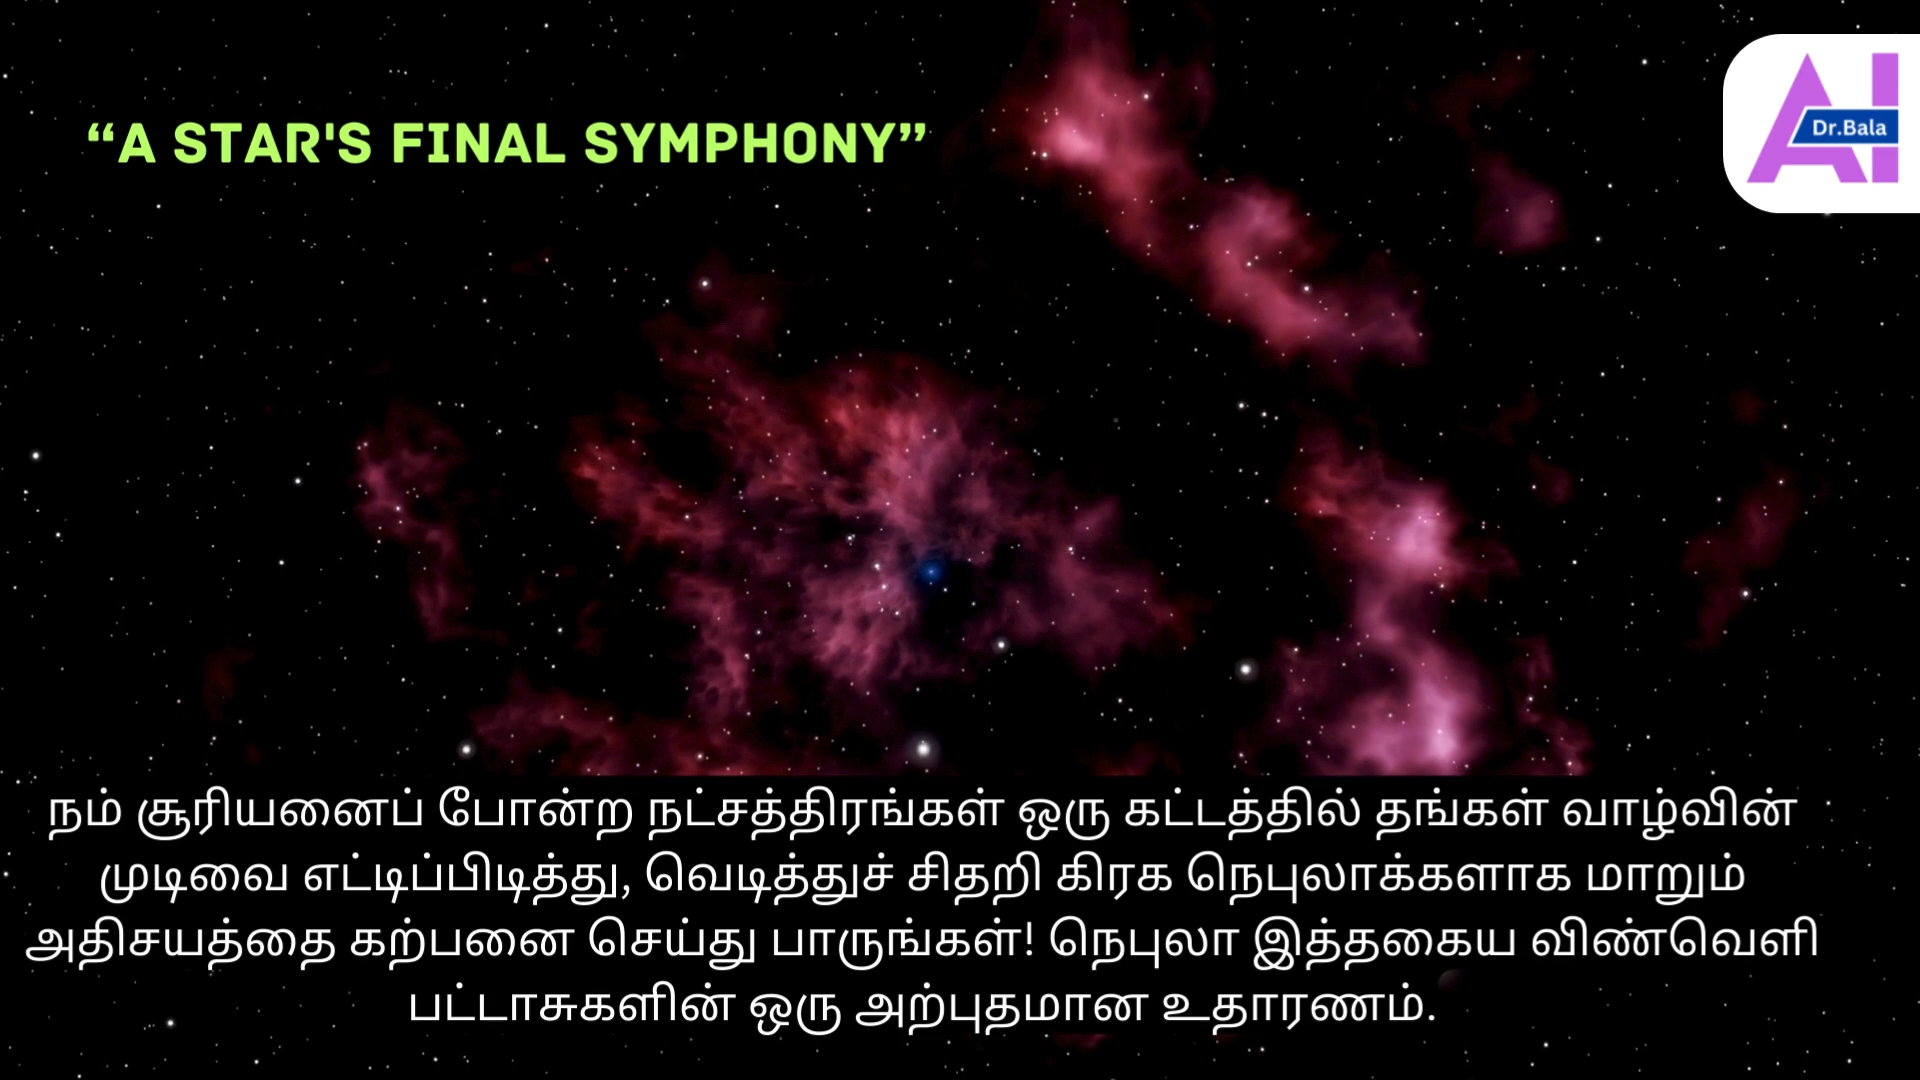 “A STAR'S FINAL SYMPHONY”
Dr.Bala
AI
நம் சூரியனைப் போன்ற நட்சத்திரங்கள் ஒரு கட்டத்தில் தங்கள் வாழ்வின்
முடிவை எட்டிப்பிடித்து, வெடித்துச் சிதறி கிரக நெபுலாக்களாக மாறும்
அதிசயத்தை கற்பனை செய்து பாருங்கள்! நெபுலா இத்தகைய விண்வெளி
பட்டாசுகளின் ஒரு அற்புதமான உதாரணம்.